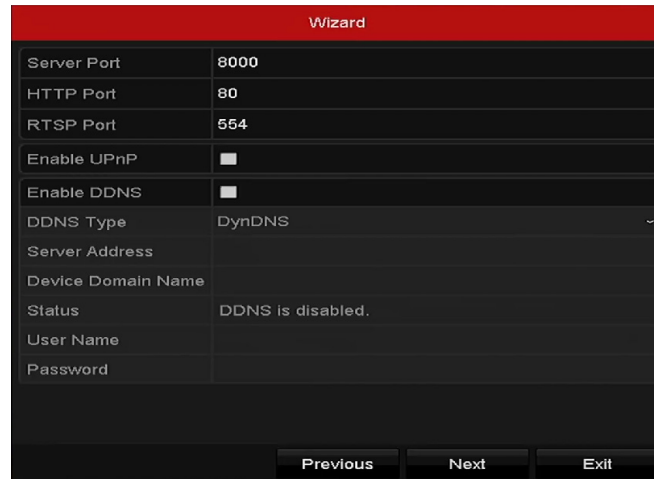 Wizard
Server Port 8000
HTTP Port 80
RTSP Port 554
Enable UPnP
Enable DDNS
DDNS Type DynDNS
Server Address
Device Domain Name
Status DDNS is disabled.
User Name
Password
Previous Next Exit